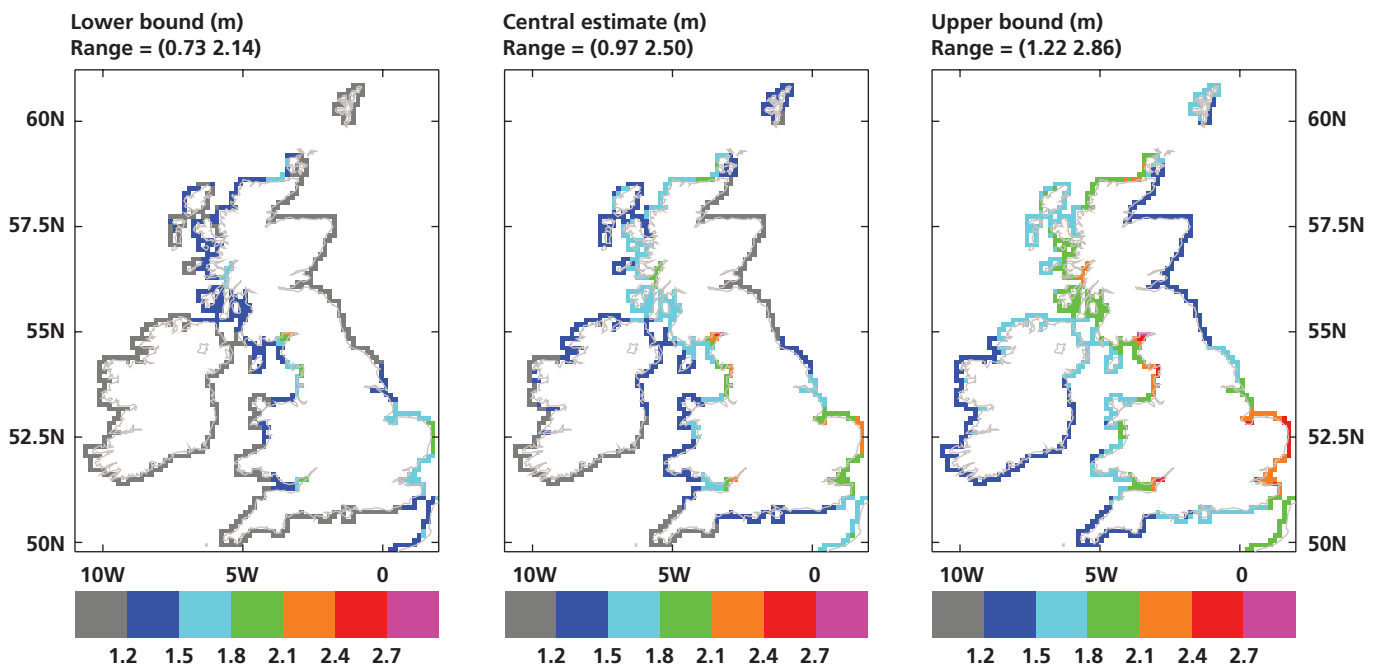 Lower bound (m)
Range = (0.73 2.14)
Central estimate (m)
Range = (0.97 2.50)
Upper bound (m)
Range = (1.22 2.86)
60N
57.5N
55N
52.5N
50N
60N
57.5N
55N
52.5N
50N
10W 5W 0
10W 5W 0
10W 5W 0
1.2 1.5 1.8 2.1 2.4 2.7
1.2 1.5 1.8 2.1 2.4 2.7
1.2 1.5 1.8 2.1 2.4 2.7